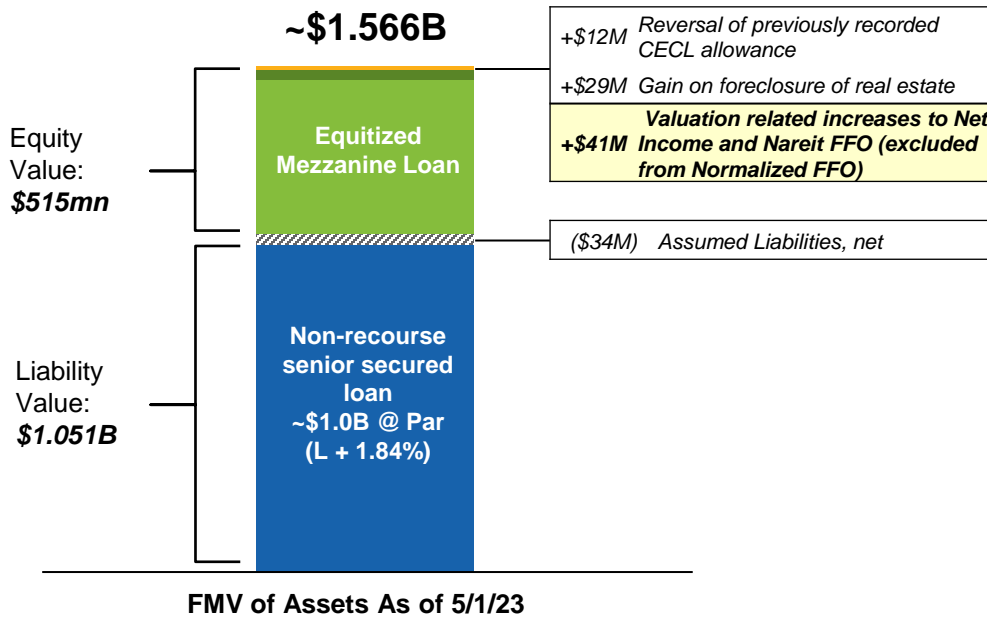 ~$1.566B
+$12M Reversal of previously recorded
CECL allowance
+$29M Gain on foreclosure of real estate
Valuation related increases to Net
+$41M Income and Nareit FFO (excluded
from Normalized FFO)
Equity
Value:
$515mn
Equitized
Mezzanine Loan
($34M) Assumed Liabilities, net
Liability
Value:
$1.051B
Non-recourse
senior secured
loan
~$1.0B @ Par
(L + 1.84%)
FMV of Assets As of 5/1/23